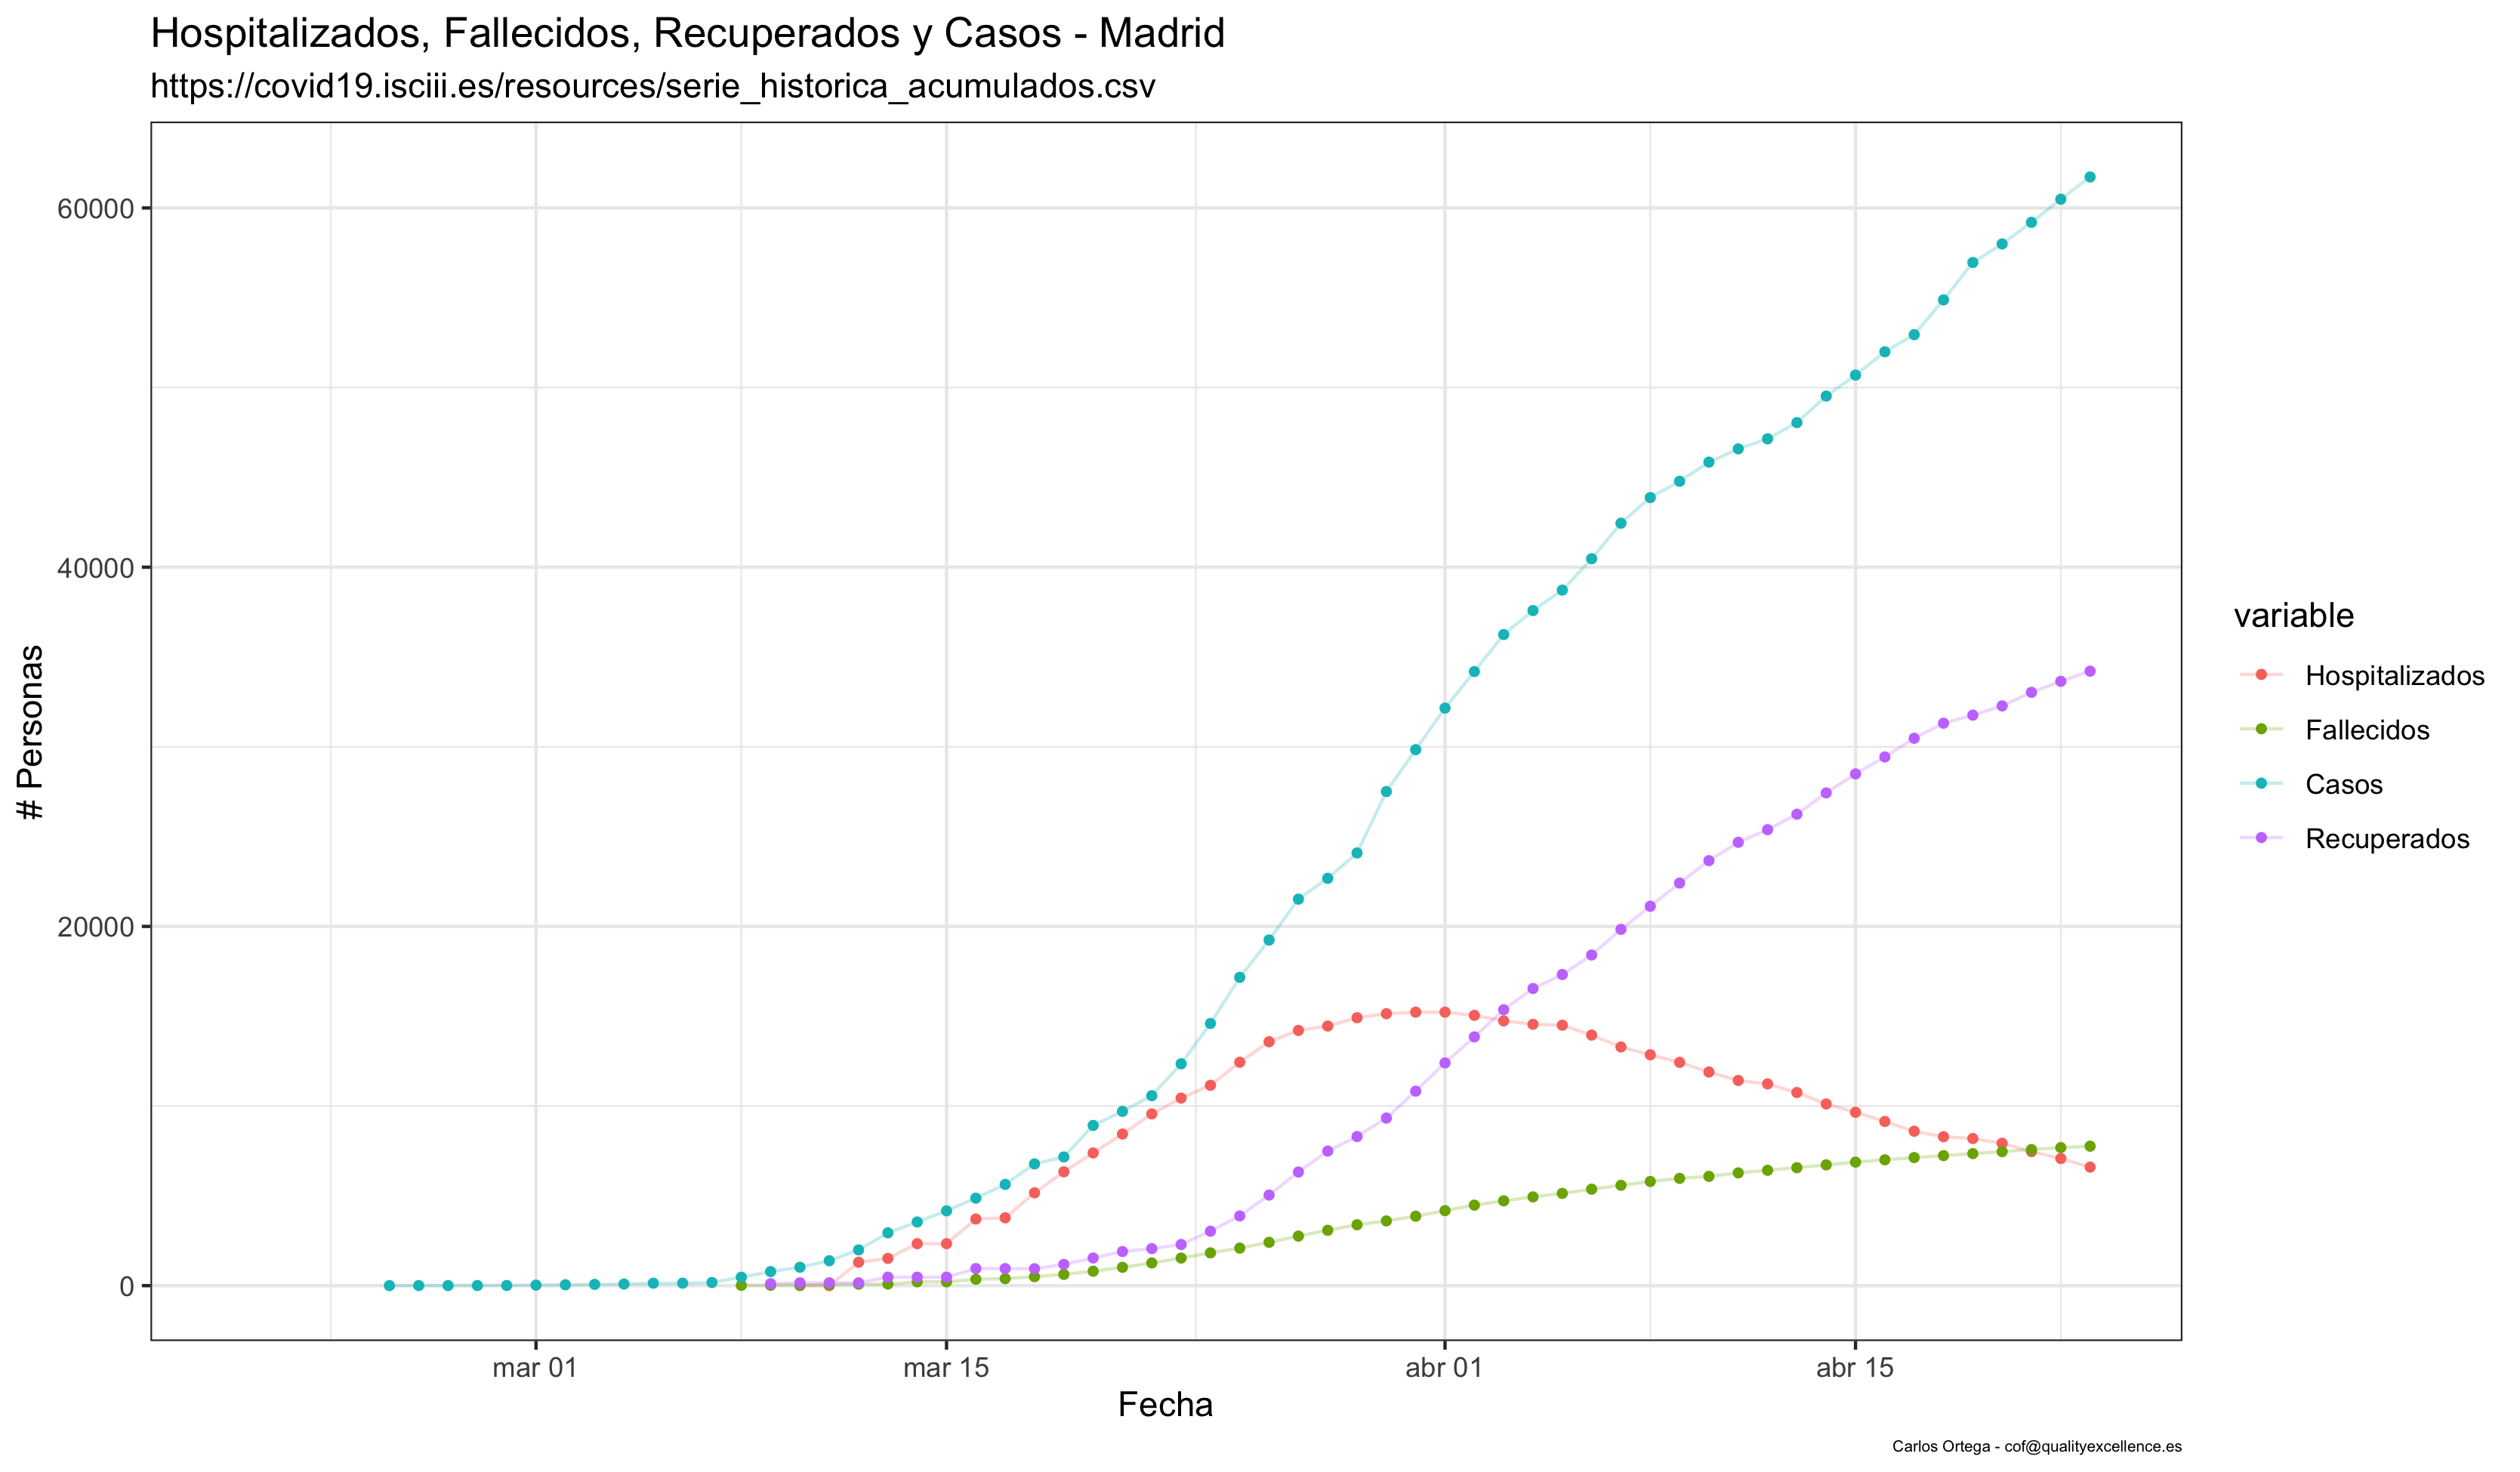 Hospitalizados, Fallecidos, Recuperados y Casos - Madrid
https://covid19.isciii.es/resources/serie_historica_acumulados.csv
# Personas
60000
40000
20000
0
mar 01
mar 15
abr 01
abr 15
Fecha
variable
Hospitalizados
Fallecidos
Casos
Recuperados
Carlos Ortega - cof@qualityexcellence.es